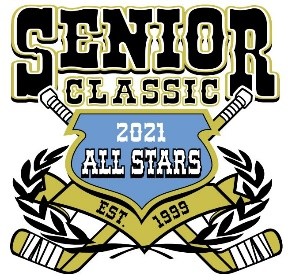 SENIOR
CLASSIC
2021
ALL STARS
EST. 1999